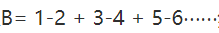 B= 1-2 + 3-4 + 5-6······